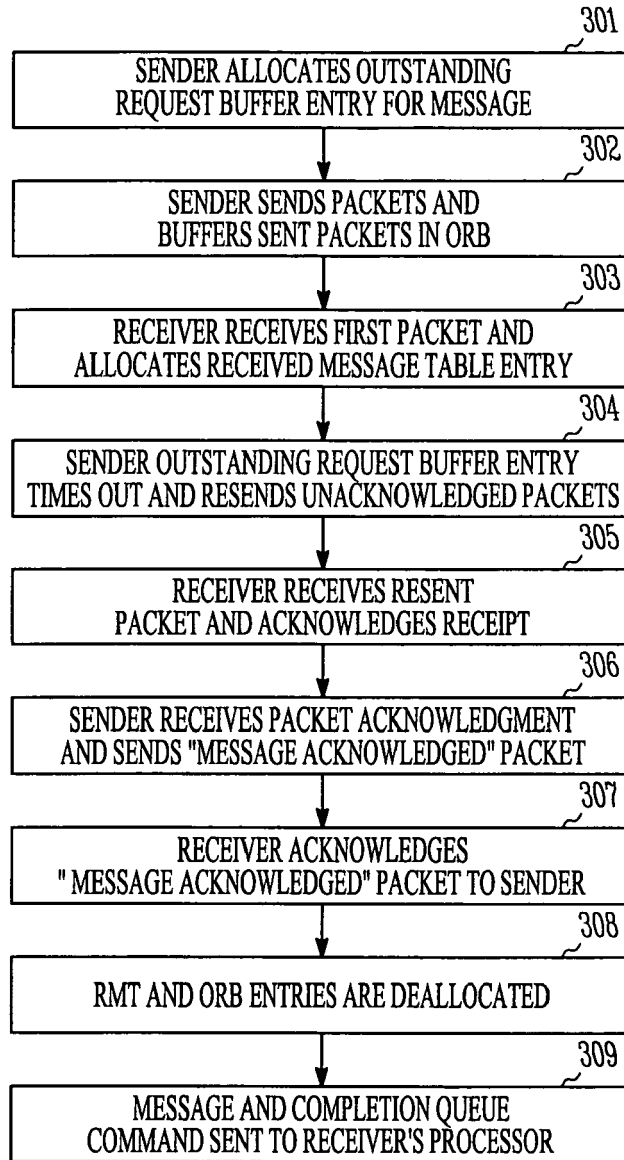 301
SENDER ALLOCATES OUTSTANDING
REQUEST BUFFER ENTRY FOR MESSAGE
302
SENDER SENDS PACKETS AND
BUFFERS SENT PACKETS IN ORB
303
RECEIVER RECEIVES FIRST PACKET AND
ALLOCATES RECEIVED MESSAGE TABLE ENTRY
304
SENDER OUTSTANDING REQUEST BUFFER ENTRY
TIMES OUT AND RESENDS UNACKNOWLEDGED PACKETS
305
RECEIVER RECEIVES RESENT
PACKET AND ACKNOWLEDGES RECEIPT
306
SENDER RECEIVES PACKET ACKNOWLEDGMENT
AND SENDS "MESSAGE ACKNOWLEDGED" PACKET
307
RECEIVER ACKNOWLEDGES
" MESSAGE ACKNOWLEDGED" PACKET TO SENDER
308
RMT AND ORB ENTRIES ARE DEALLOCATED
309
MESSAGE AND COMPLETION QUEUE
COMMAND SENT TO RECEIVER'S PROCESSOR